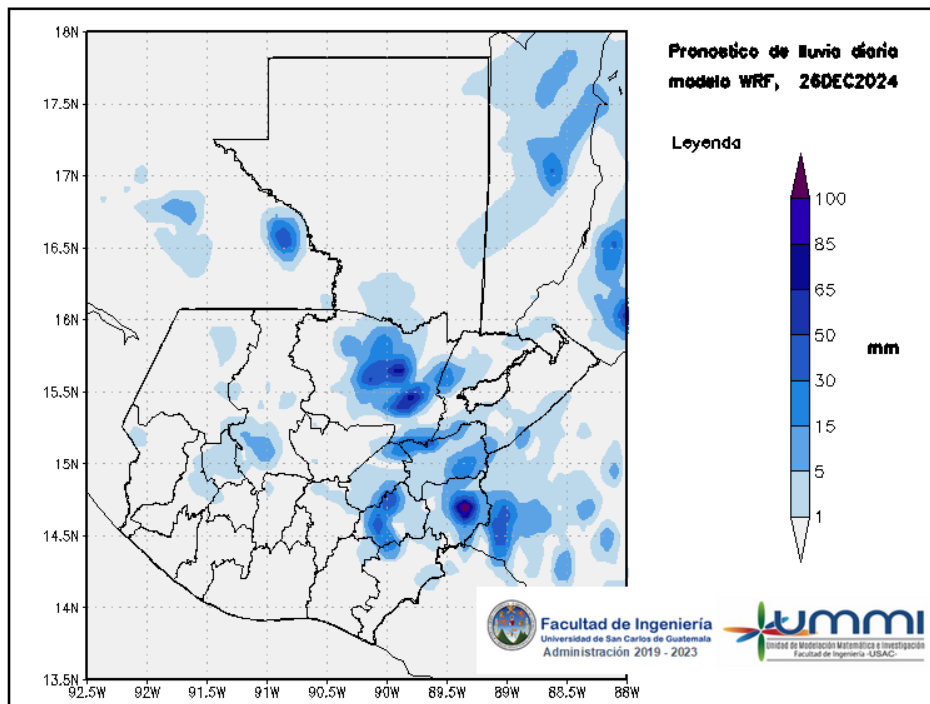 Pronostico de lluvia diaria
modelo WRF, 26DEC2024
Leyenda
100
85
65
50
30
15
5
1
mm
18N
17.5N
17N
16.5N
16N
15.5N
15N
14.5N
14N
13.5N
92.5W 92W 91.5W 91W 90.5W 90W 89.5W 89W 88.5W 88W
Facultad de Ingeniería
Universidad de San Carlos de Guatemala
Administración 2019 - 2023
ummi
Unidad de Modelación Matemática e Investigación
Facultad de Ingeniería -USAC-